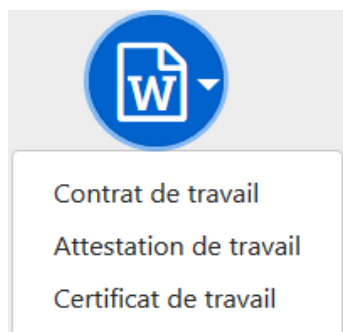 W
Contrat de travail
Attestation de travail
Certificat de travail